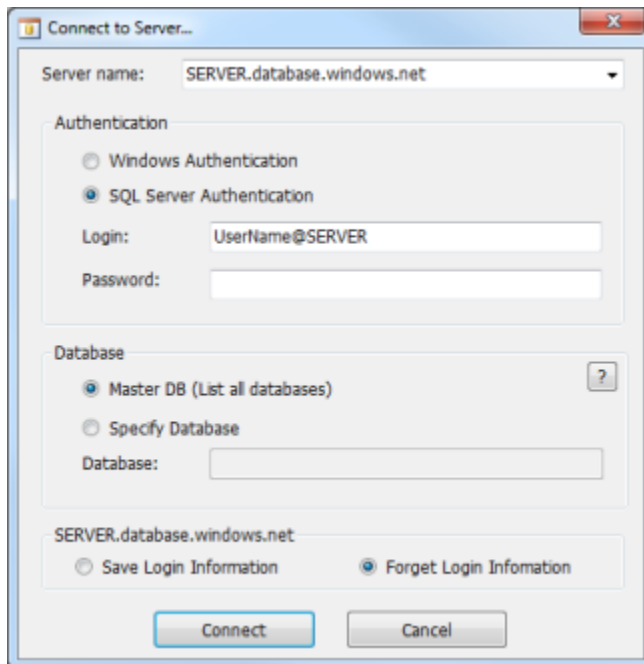 Connect to Server...
Server name: SERVER.database.windows.net
Authentication
Windows Authentication
SQL Server Authentication
Login: UserName@SERVER
Password:
Database
?
Master DB (List all databases)
Specify Database
Database:
SERVER.database.windows.net
Save Login Information Forget Login Infomation
Connect Cancel